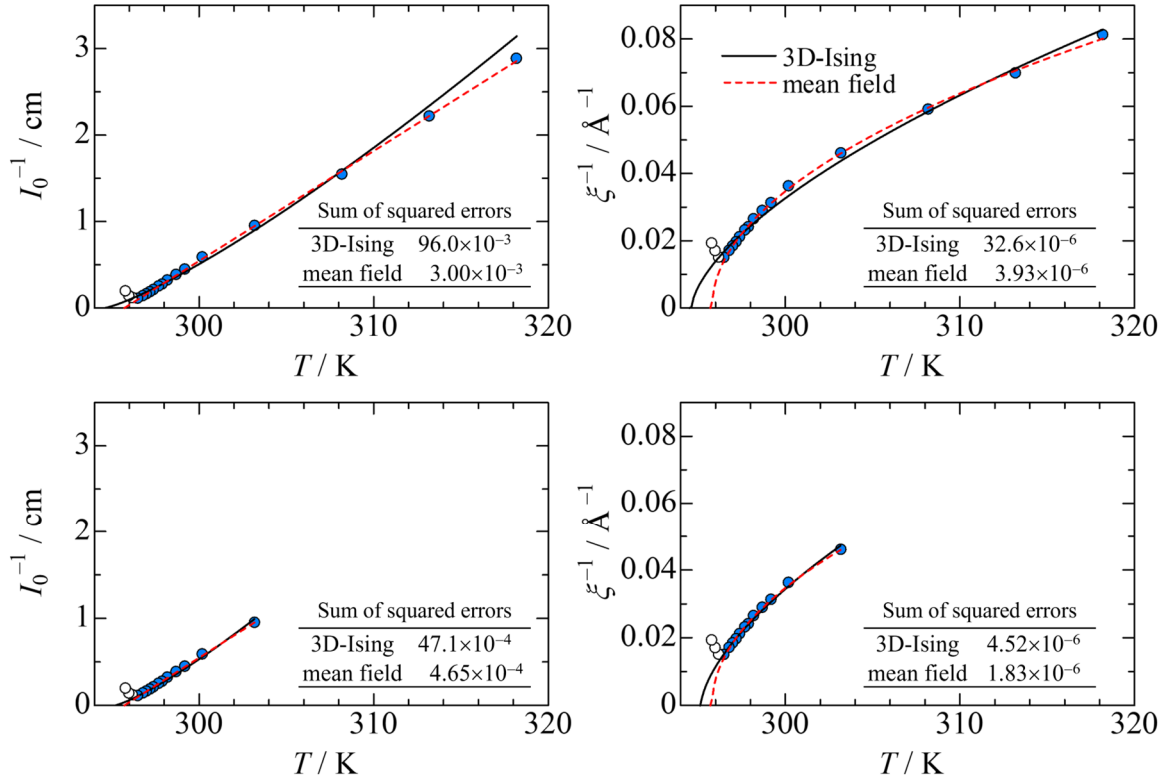 3
2
1
0
I₀⁻¹ / cm
Sum of squared errors
3D-Ising 96.0×10⁻³
mean field 3.00×10⁻³
300 310 320
T / K
0.08
0.06
0.04
0.02
0
ξ⁻¹ / Å⁻¹
3D-Ising
mean field
Sum of squared errors
3D-Ising 32.6×10⁻⁶
mean field 3.93×10⁻⁶
300 310 320
T / K
3
2
1
0
I₀⁻¹ / cm
Sum of squared errors
3D-Ising 47.1×10⁻⁴
mean field 4.65×10⁻⁴
300 310 320
T / K
0.08
0.06
0.04
0.02
0
ξ⁻¹ / Å⁻¹
Sum of squared errors
3D-Ising 4.52×10⁻⁶
mean field 1.83×10⁻⁶
300 310 320
T / K